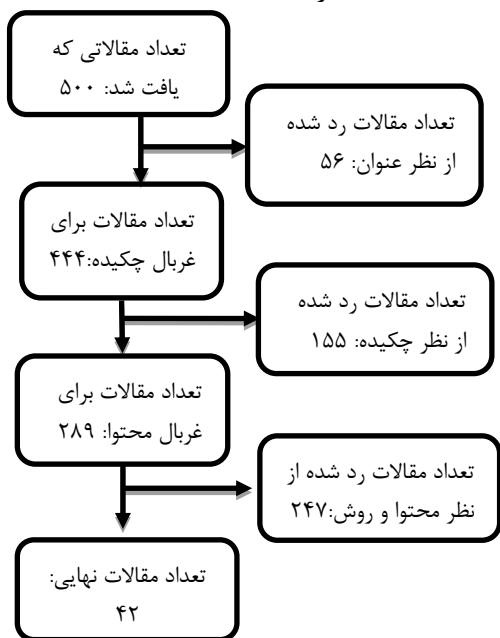 تعداد مقالاتی که
یافت شد: ۵۰۰
تعداد مقالات رد شده
از نظر عنوان: ۵۶
تعداد مقالات برای
غربال چکیده:۴۴۴
تعداد مقالات رد شده
از نظر چکیده: ۱۵۵
تعداد مقالات برای
غربال محتوا: ۲۸۹
تعداد مقالات رد شده از
نظر محتوا و روش:۲۴۷
تعداد مقالات نهایی:
۴۲